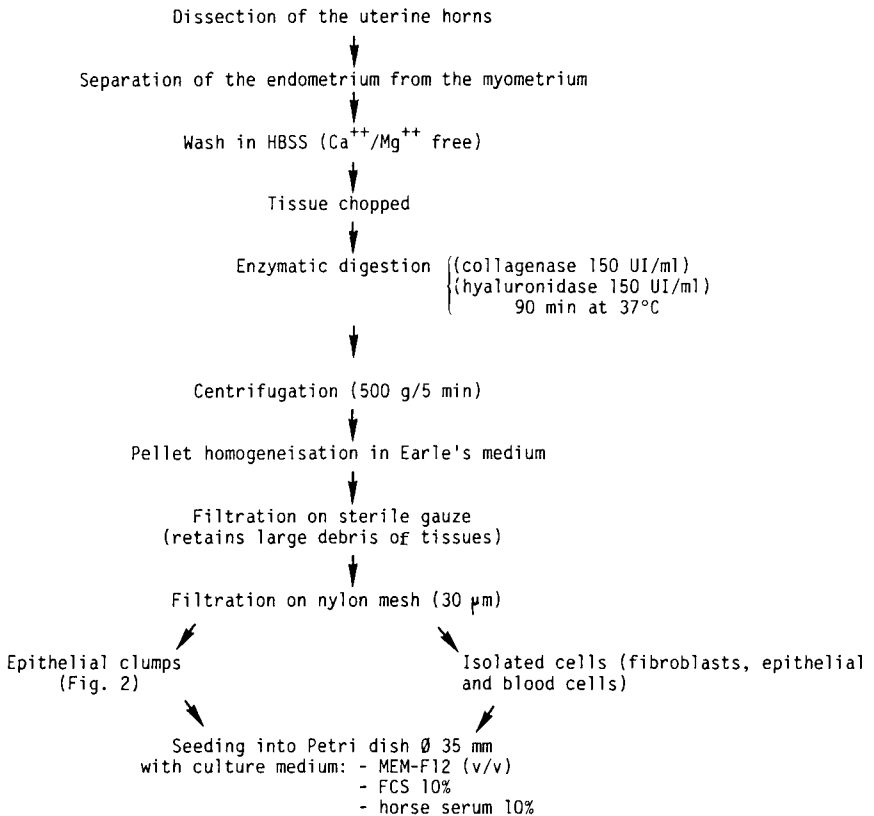 Dissection of the uterine horns
Separation of the endometrium from the myometrium
Wash in HBSS (Ca++/Mg++ free)
Tissue chopped
Enzymatic digestion (collagenase 150 UI/ml)
(hyaluronidase 150 UI/ml)
90 min at 37°C
Centrifugation (500 g/5 min)
Pellet homogeneisation in Earle's medium
Filtration on sterile gauze
(retains large debris of tissues)
Filtration on nylon mesh (30 µm)
Epithelial clumps
(Fig. 2)
Isolated cells (fibroblasts, epithelial
and blood cells)
Seeding into Petri dish Ø 35 mm
with culture medium: - MEM-F12 (v/v)
- FCS 10%
- horse serum 10%